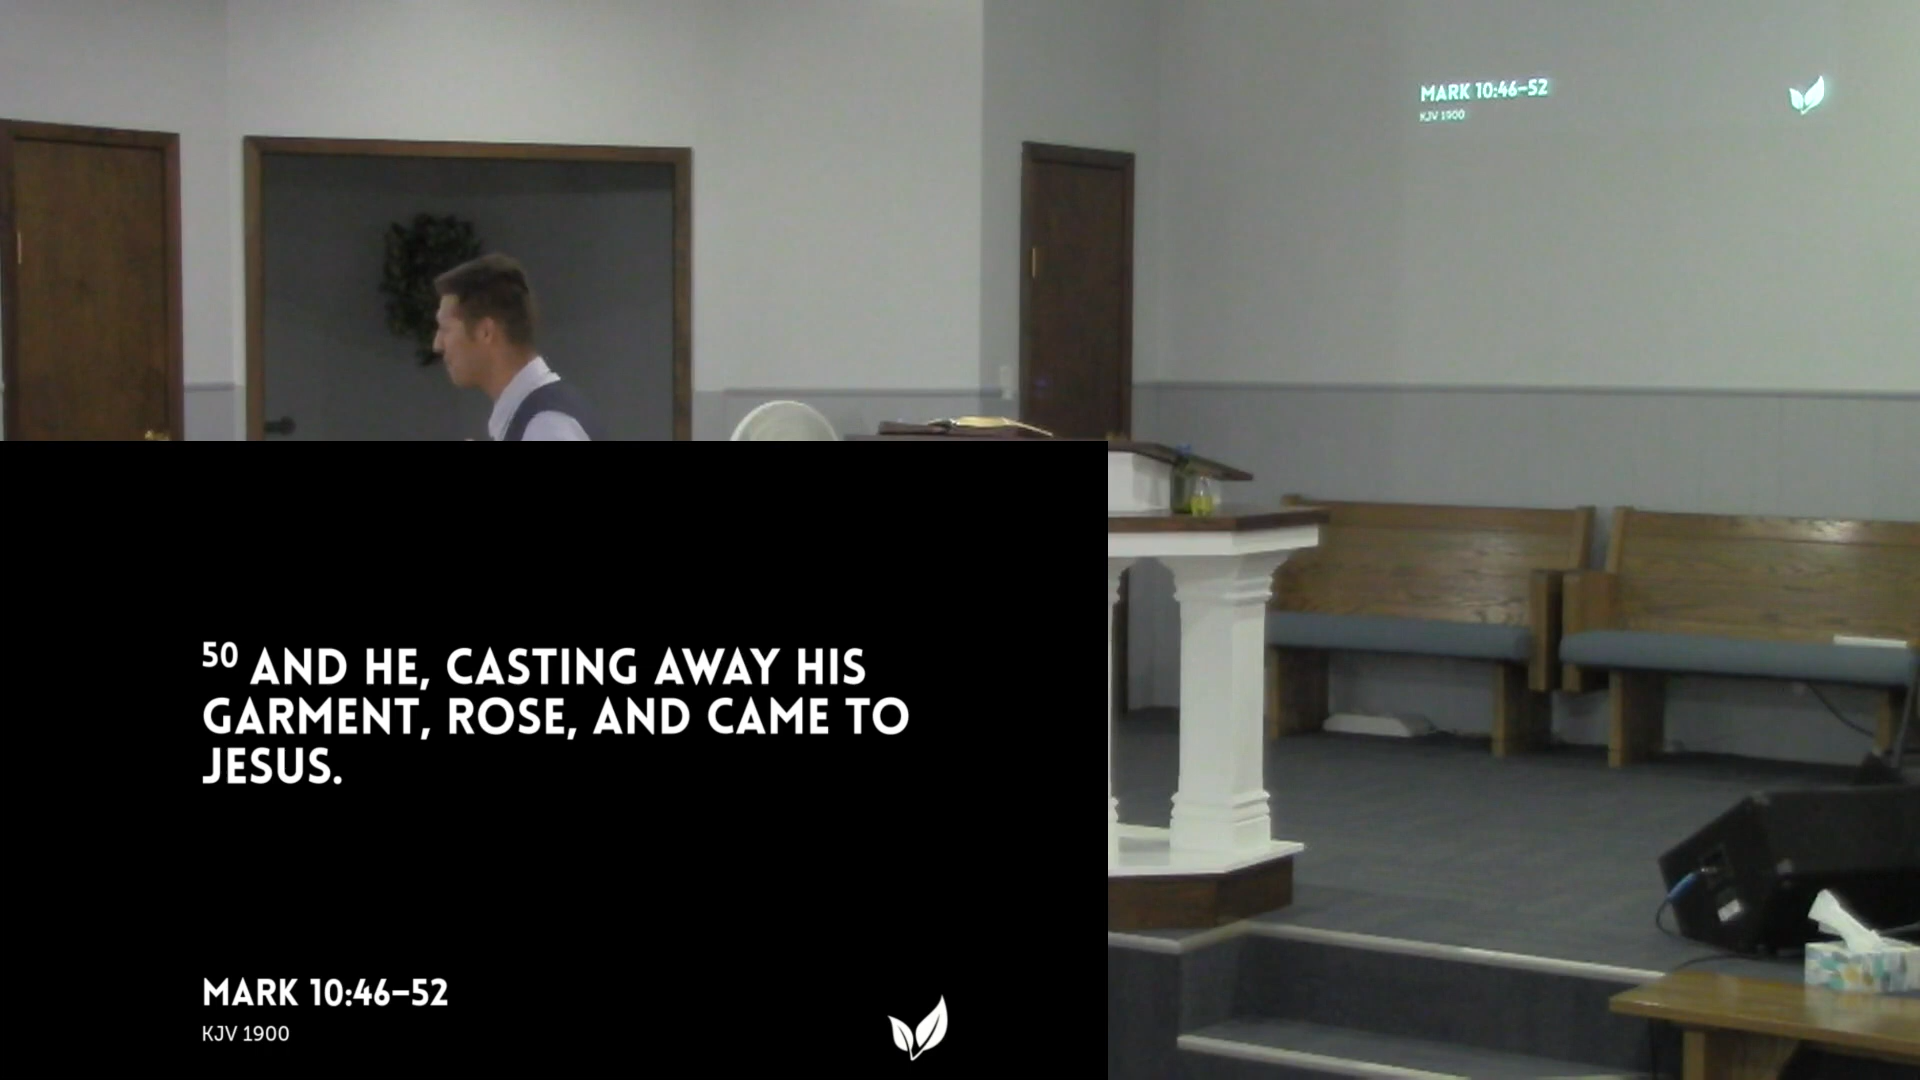 MARK 10:46–52
KJV 1900
50 AND HE, CASTING AWAY HIS
GARMENT, ROSE, AND CAME TO
JESUS.
MARK 10:46–52
KJV 1900